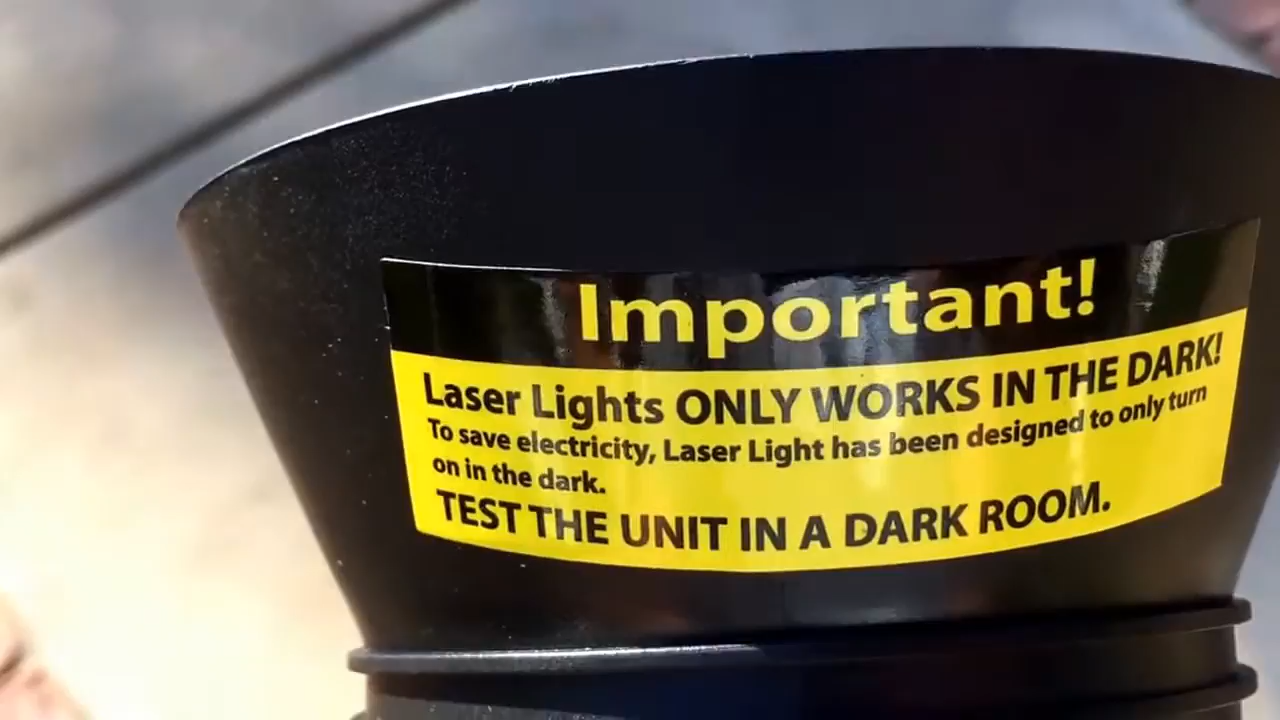 Important!
Laser Lights ONLY WORKS IN THE DARK!
To save electricity, Laser Light has been designed to only turn
on in the dark.
TEST THE UNIT IN A DARK ROOM.